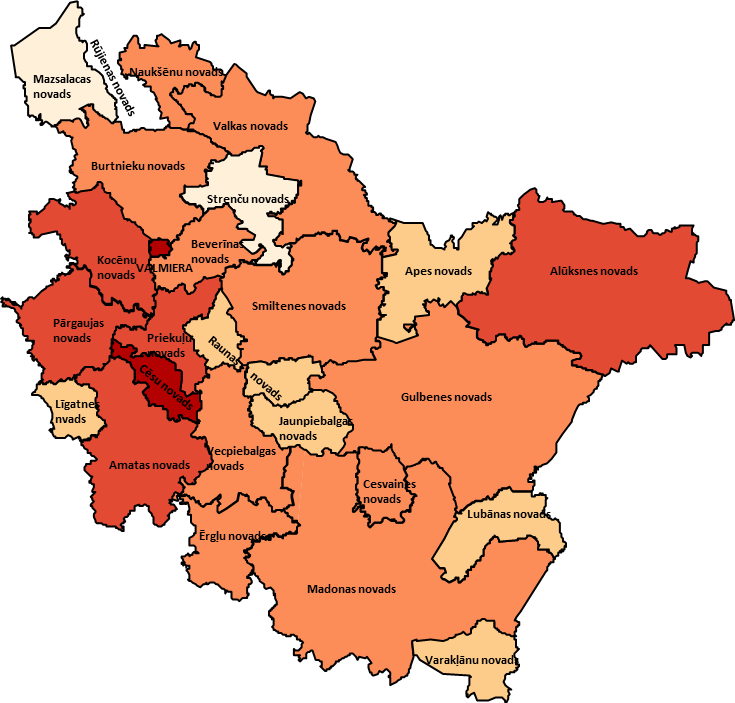 Rūjienas novads
Naukšēnu novads
Mazsalacas
novads
Valkas novads
Burtnieku novads
Strenču novads
Beverīnas
novads
Kocēnu
novads
VALMIERA
Apes novads
Alūksnes novads
Smiltenes novads
Pārgaujas
novads
Priekuļu
novads
Raunas novads
Cēsu novads
Gulbenes novads
Līgatnes
nvads
Jaunpiebalgas
novads
Vecpiebalgas
novads
Amatas novads
Cesvaines
novads
Lubānas novads
Ērgļu novads
Madonas novads
Varakļānu novads